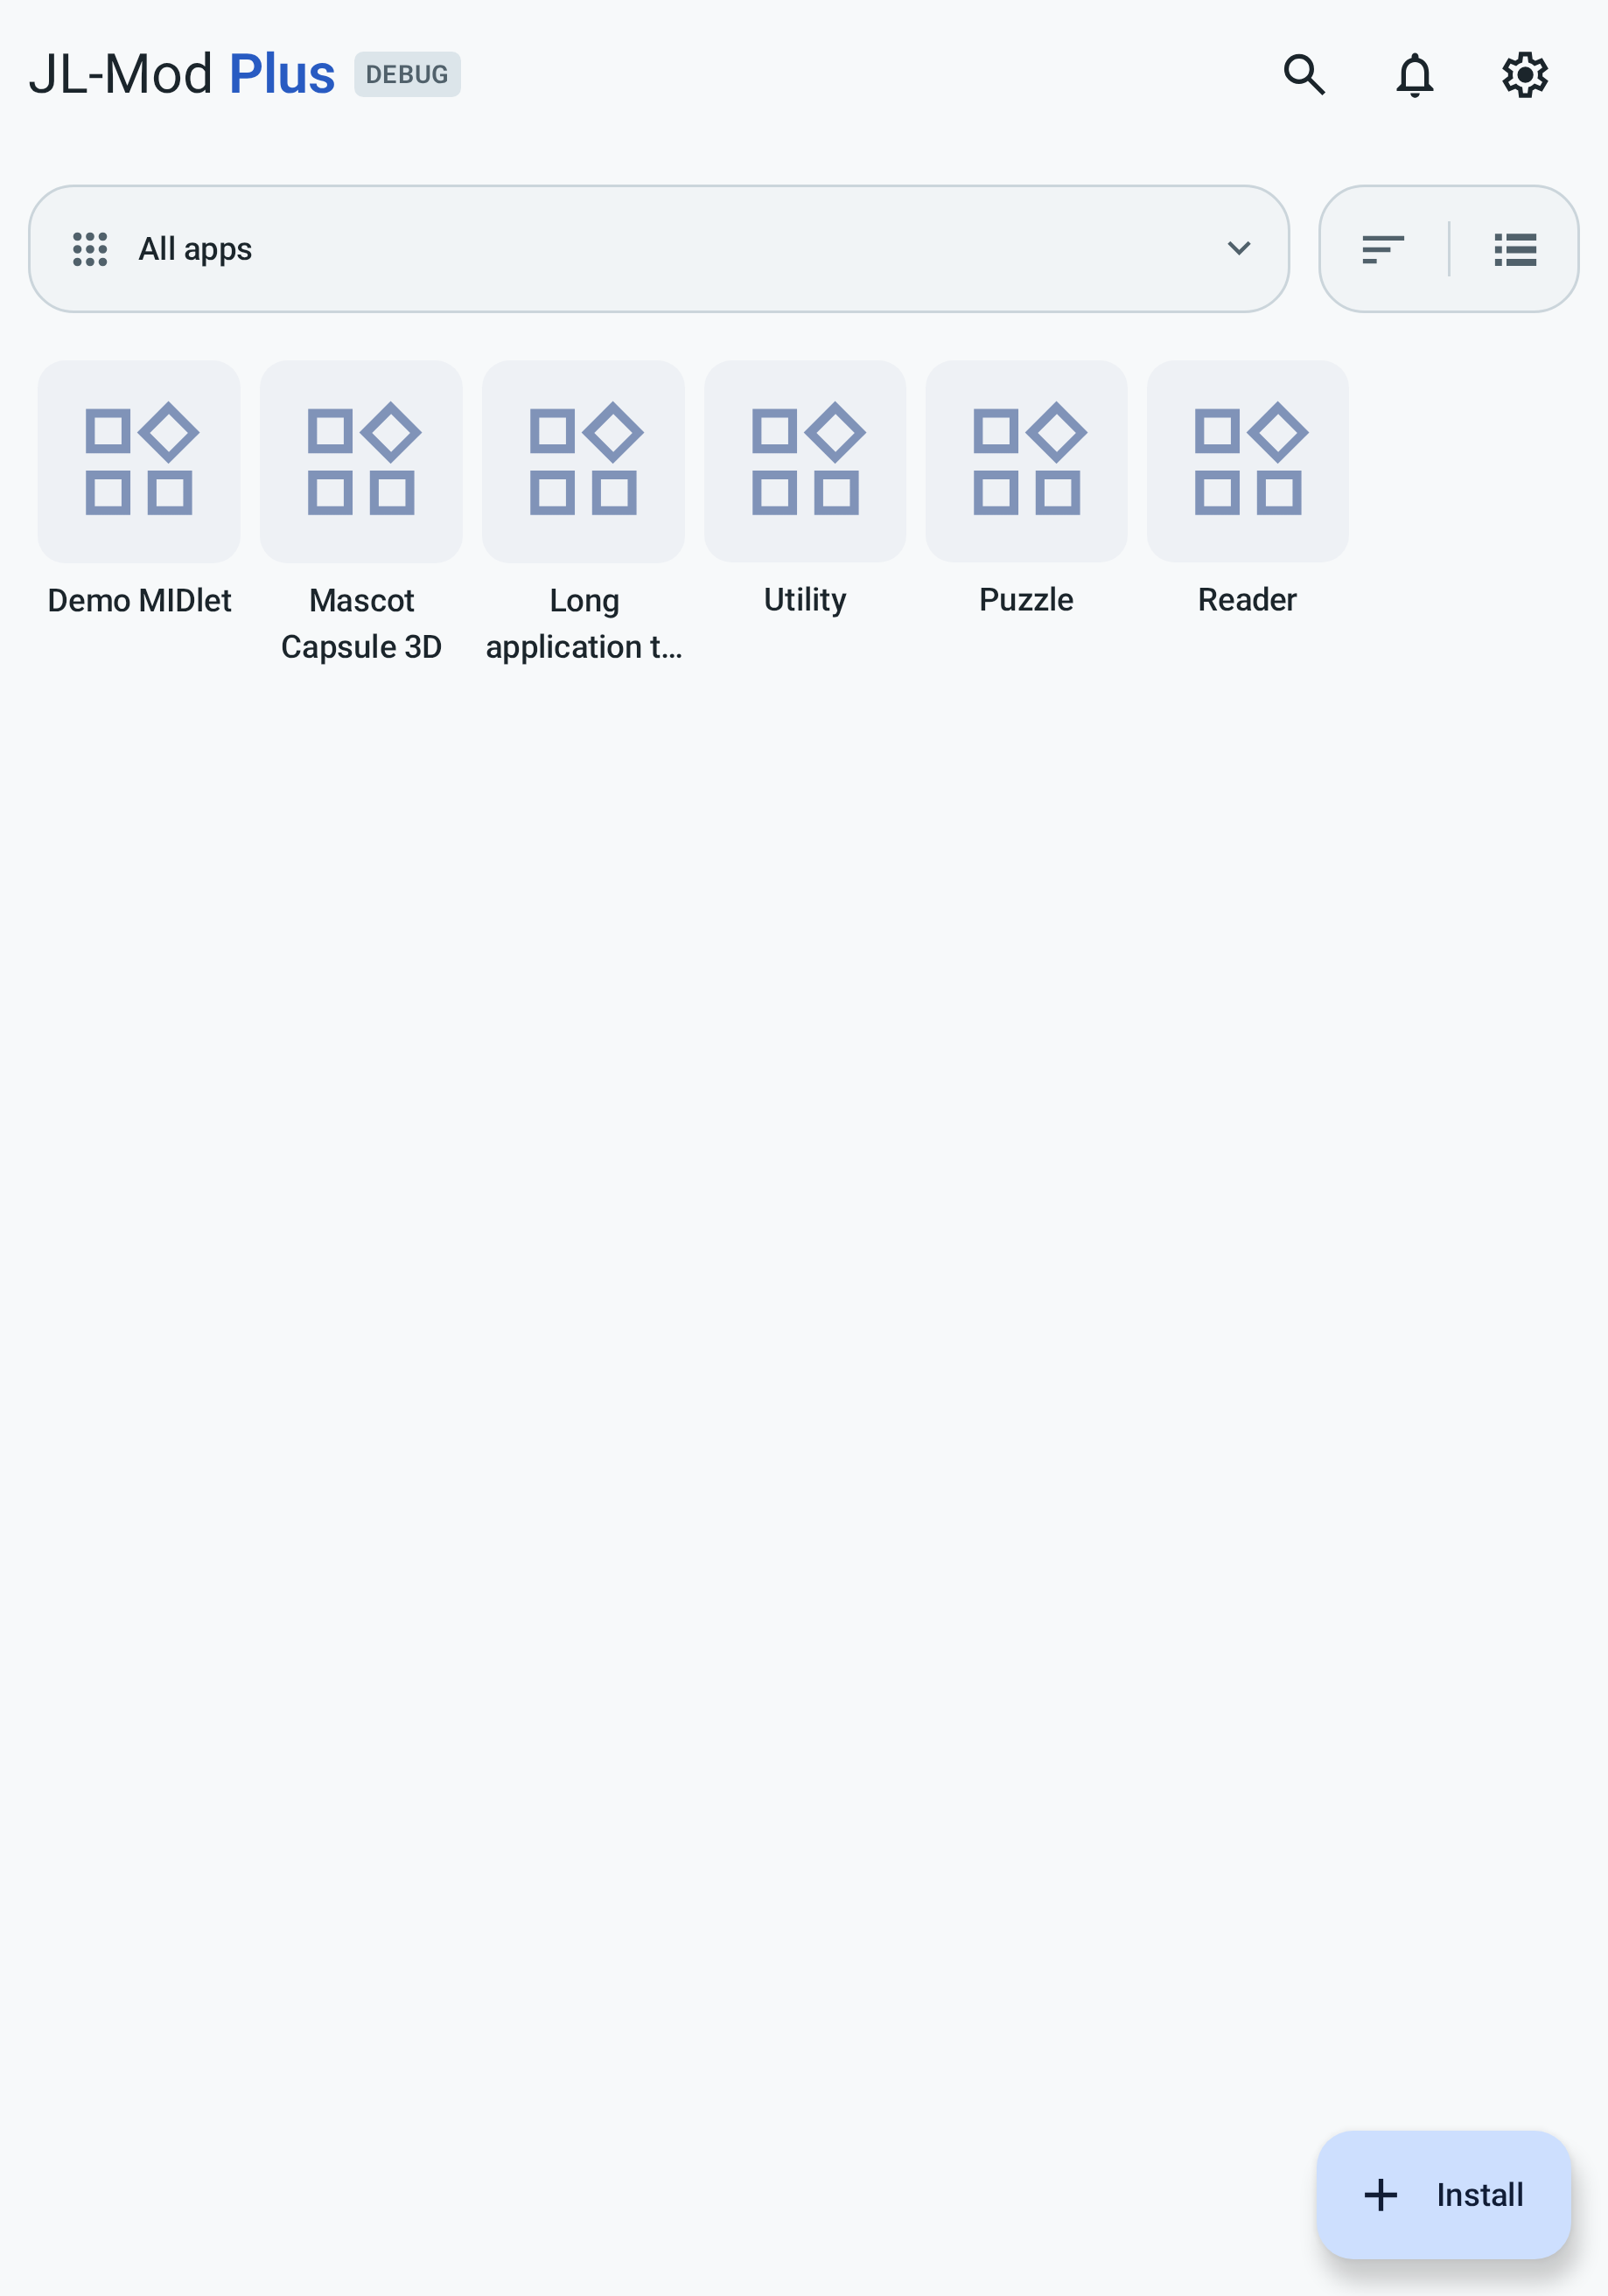 JL-Mod Plus DEBUG
All apps
Demo MIDlet
Mascot
Capsule 3D
Long
application t...
Utility
Puzzle
Reader
Install